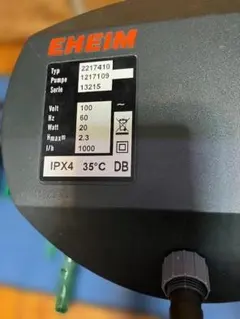 EHEIM
Typ 2217410
Pumpe 1217109
Serie 13215
Volt 100 ~
Hz 60
Watt 20
Hmax m 2.3
l/h 1000
IPX4 35°C DB